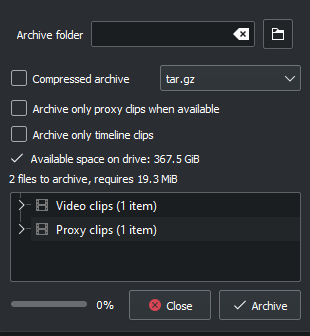 Archive folder
Compressed archive tar.gz
Archive only proxy clips when available
Archive only timeline clips
Available space on drive: 367.5 GiB
2 files to archive, requires 19.3 MiB
Video clips (1 item)
Proxy clips (1 item)
0% Close Archive